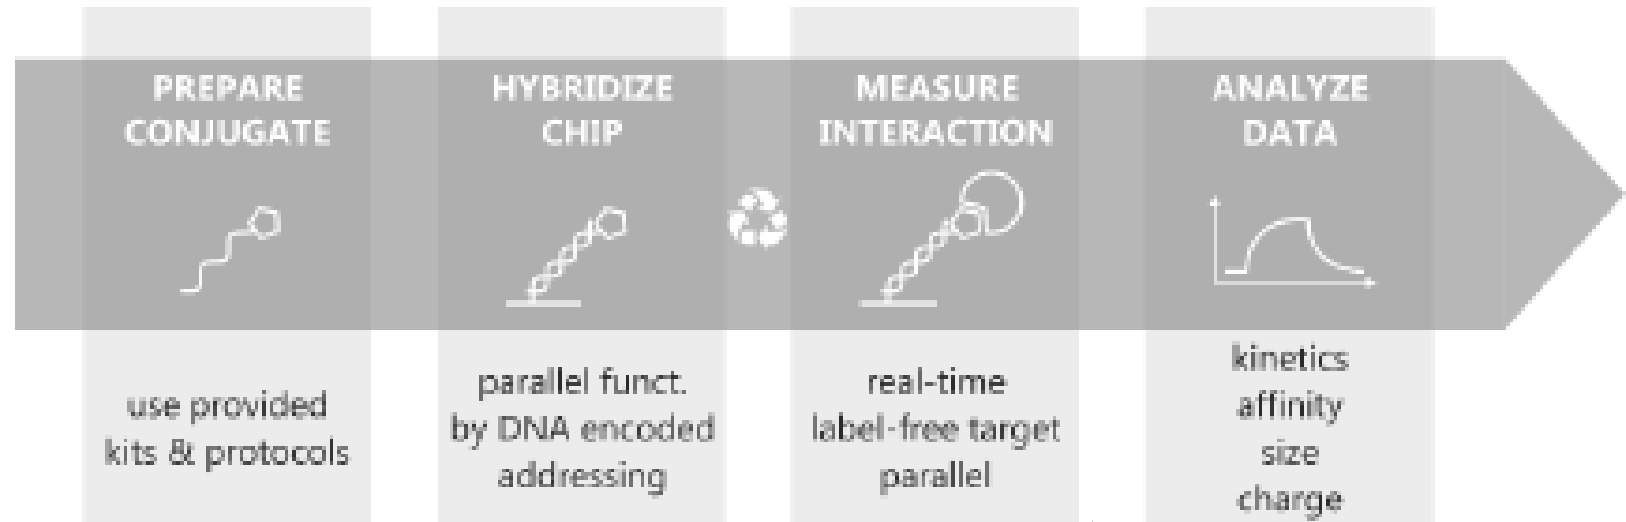 PREPARE
CONJUGATE
use provided
kits & protocols
HYBRIDIZE
CHIP
parallel funct.
by DNA encoded
addressing
MEASURE
INTERACTION
real-time
label-free target
parallel
ANALYZE
DATA
kinetics
affinity
size
charge